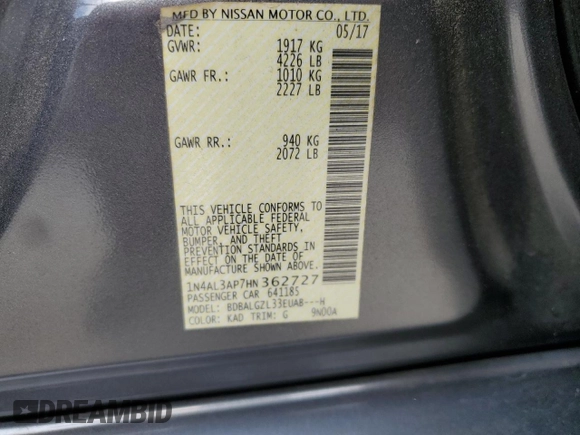 MFD BY NISSAN MOTOR CO., LTD.
DATE: 05/17
GVWR: 1917 KG
4226 LB
GAWR FR.: 1010 KG
2227 LB
GAWR RR.: 940 KG
2072 LB
THIS VEHICLE CONFORMS TO
ALL APPLICABLE FEDERAL
MOTOR VEHICLE SAFETY,
BUMPER, AND THEFT
PREVENTION STANDARDS IN
EFFECT ON THE DATE OF
MANUFACTURE SHOWN ABOVE.
1N4AL3AP7HN362727
PASSENGER CAR 64118S
MODEL: BDBALGZL33EUAB---H
COLOR: KAD TRIM: G 9N00A
DREAMBID